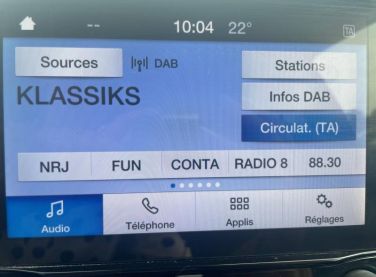 -- 10:04 22° TA
Sources DAB Stations
KLASSIKS Infos DAB
Circulat. (TA)
NRJ FUN CONTA RADIO 8 88.30
Audio Téléphone Applis Réglages